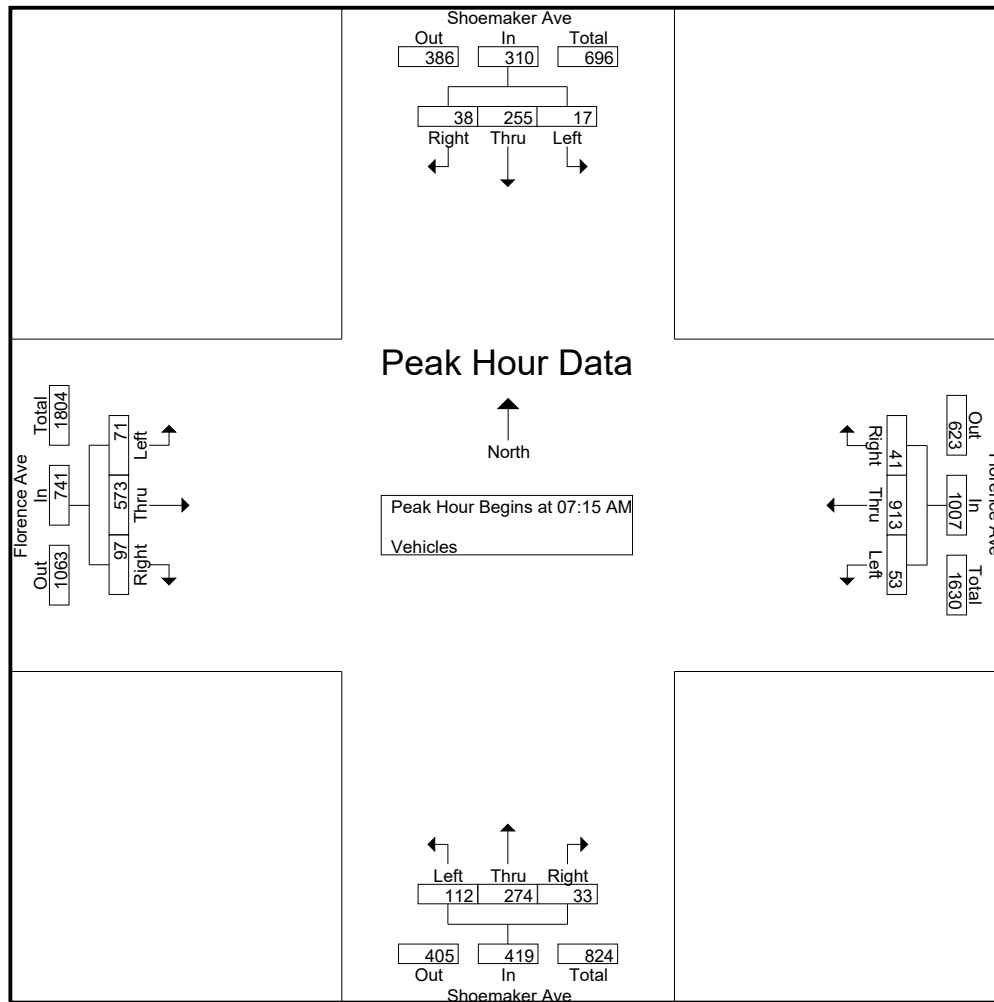 Shoemaker Ave
Out In Total
386 310 696
38 255 17
Right Thru Left
Peak Hour Data
North
Peak Hour Begins at 07:15 AM
Vehicles
Florence Ave
Total In Out
1804 741 1063
71 573 97
Left Thru Right
Florence Ave
Out In Total
623 1007 1630
41 913 53
Right Thru Left
Left Thru Right
112 274 33
405 419 824
Out In Total
Shoemaker Ave